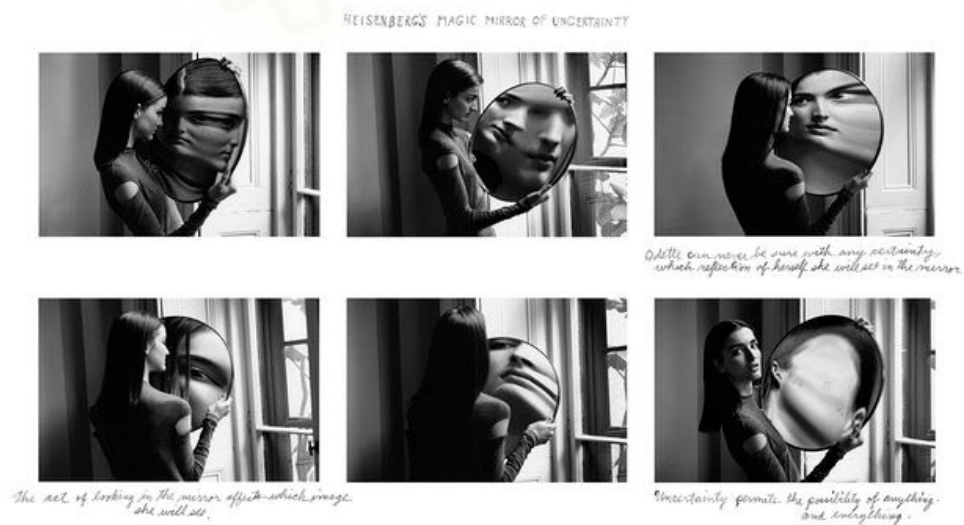 HEISENBERG'S MAGIC MIRROR OF UNCERTAINTY
Odette can never be sure with any certainty,
which reflection of herself she will see in the mirror
The act of looking in the mirror affects which image
she will see.
Uncertainty permits the possibility of anything.
and everything.